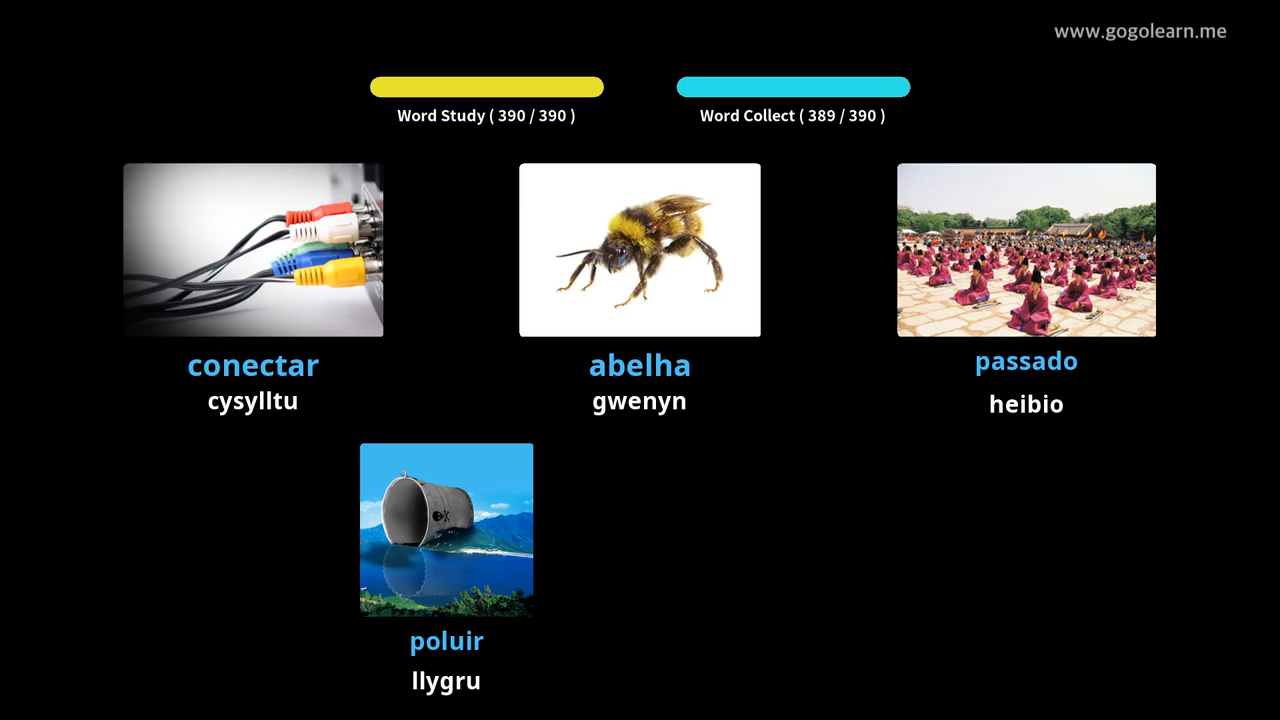 www.gogolearn.me
Word Study ( 390 / 390 )
Word Collect ( 389 / 390 )
conectar
cysylltu
abelha
gwenyn
passado
heibio
poluir
llygru